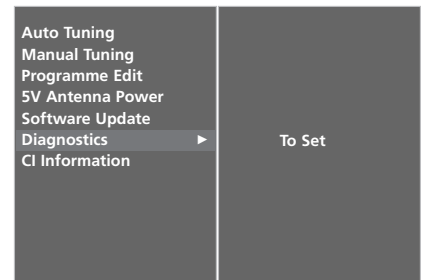 Auto Tuning
Manual Tuning
Programme Edit
5V Antenna Power
Software Update
Diagnostics ►
To Set
CI Information